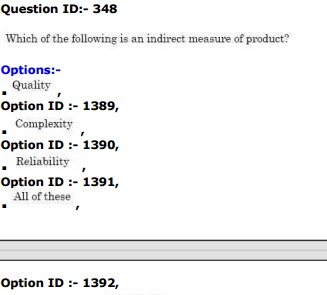 Question ID:- 348
Which of the following is an indirect measure of product?
Options:-
▪ Quality ,
Option ID :- 1389,
▪ Complexity ,
Option ID :- 1390,
▪ Reliability ,
Option ID :- 1391,
▪ All of these ,
Option ID :- 1392,